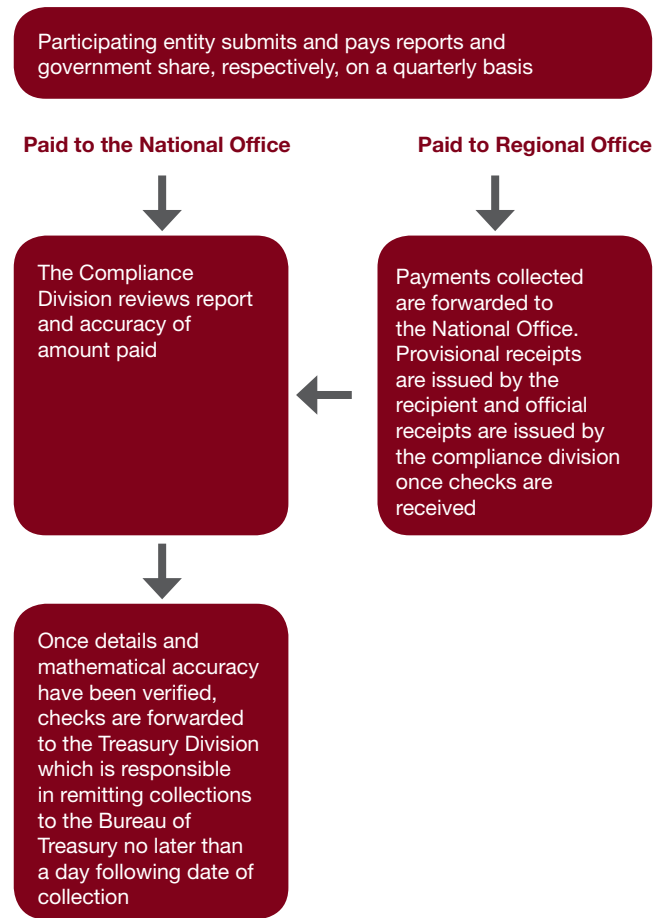 Participating entity submits and pays reports and
government share, respectively, on a quarterly basis
Paid to the National Office
Paid to Regional Office
The Compliance
Division reviews report
and accuracy of
amount paid
Payments collected
are forwarded to
the National Office.
Provisional receipts
are issued by the
recipient and official
receipts are issued by
the compliance division
once checks are
received
Once details and
mathematical accuracy
have been verified,
checks are forwarded
to the Treasury Division
which is responsible
in remitting collections
to the Bureau of
Treasury no later than
a day following date of
collection